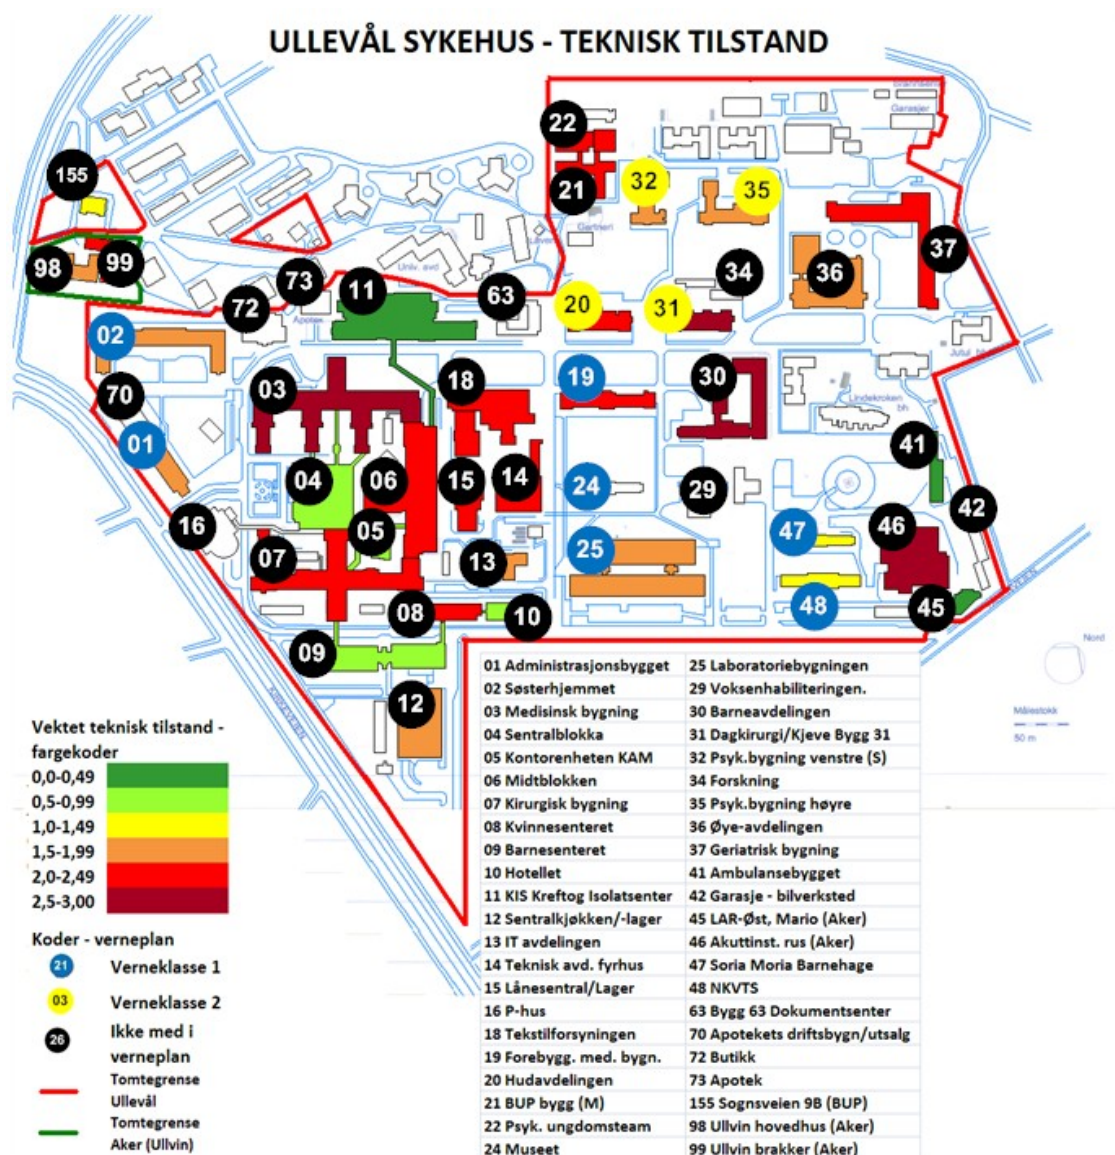 ULLEVÅL SYKEHUS - TEKNISK TILSTAND
22
155
21
32
35
98
99
73
11
63
34
36
37
72
20
31
02
03
18
19
30
70
01
04
06
15
14
24
29
41
16
05
07
13
25
47
46
42
08
10
48
45
09
12
Garasjer
Gartneri
Univ. avd
Apotek
Jutul bh
Lindekroken
bh
KIRKEVEIEN
Nord
Målestokk
50 m
Vektet teknisk tilstand -
fargekoder
0,0-0,49
0,5-0,99
1,0-1,49
1,5-1,99
2,0-2,49
2,5-3,00
Koder - verneplan
21 Verneklasse 1
03 Verneklasse 2
26 Ikke med i
verneplan
Tomtegrense
Ullevål
Tomtegrense
Aker (Ullvin)
01 Administrasjonsbygget
02 Søsterhjemmet
03 Medisinsk bygning
04 Sentralblokka
05 Kontorenheten KAM
06 Midtblokken
07 Kirurgisk bygning
08 Kvinnesenteret
09 Barnesenteret
10 Hotellet
11 KIS Kreftog Isolatsenter
12 Sentralkjøkken/-lager
13 IT avdelingen
14 Teknisk avd. fyrhus
15 Lånesentral/Lager
16 P-hus
18 Tekstilforsyningen
19 Forebygg. med. bygn.
20 Hudavdelingen
21 BUP bygg (M)
22 Psyk. ungdomsteam
24 Museet
25 Laboratoriebygningen
29 Voksenhabiliteringen.
30 Barneavdelingen
31 Dagkirurgi/Kjeve Bygg 31
32 Psyk.bygning venstre (S)
34 Forskning
35 Psyk.bygning høyre
36 Øye-avdelingen
37 Geriatrisk bygning
41 Ambulansebygget
42 Garasje - bilverksted
45 LAR-Øst, Mario (Aker)
46 Akuttinst. rus (Aker)
47 Soria Moria Barnehage
48 NKVTS
63 Bygg 63 Dokumentsenter
70 Apotekets driftsbygn/utsalg
72 Butikk
73 Apotek
155 Sognsveien 9B (BUP)
98 Ullvin hovedhus (Aker)
99 Ullvin brakker (Aker)